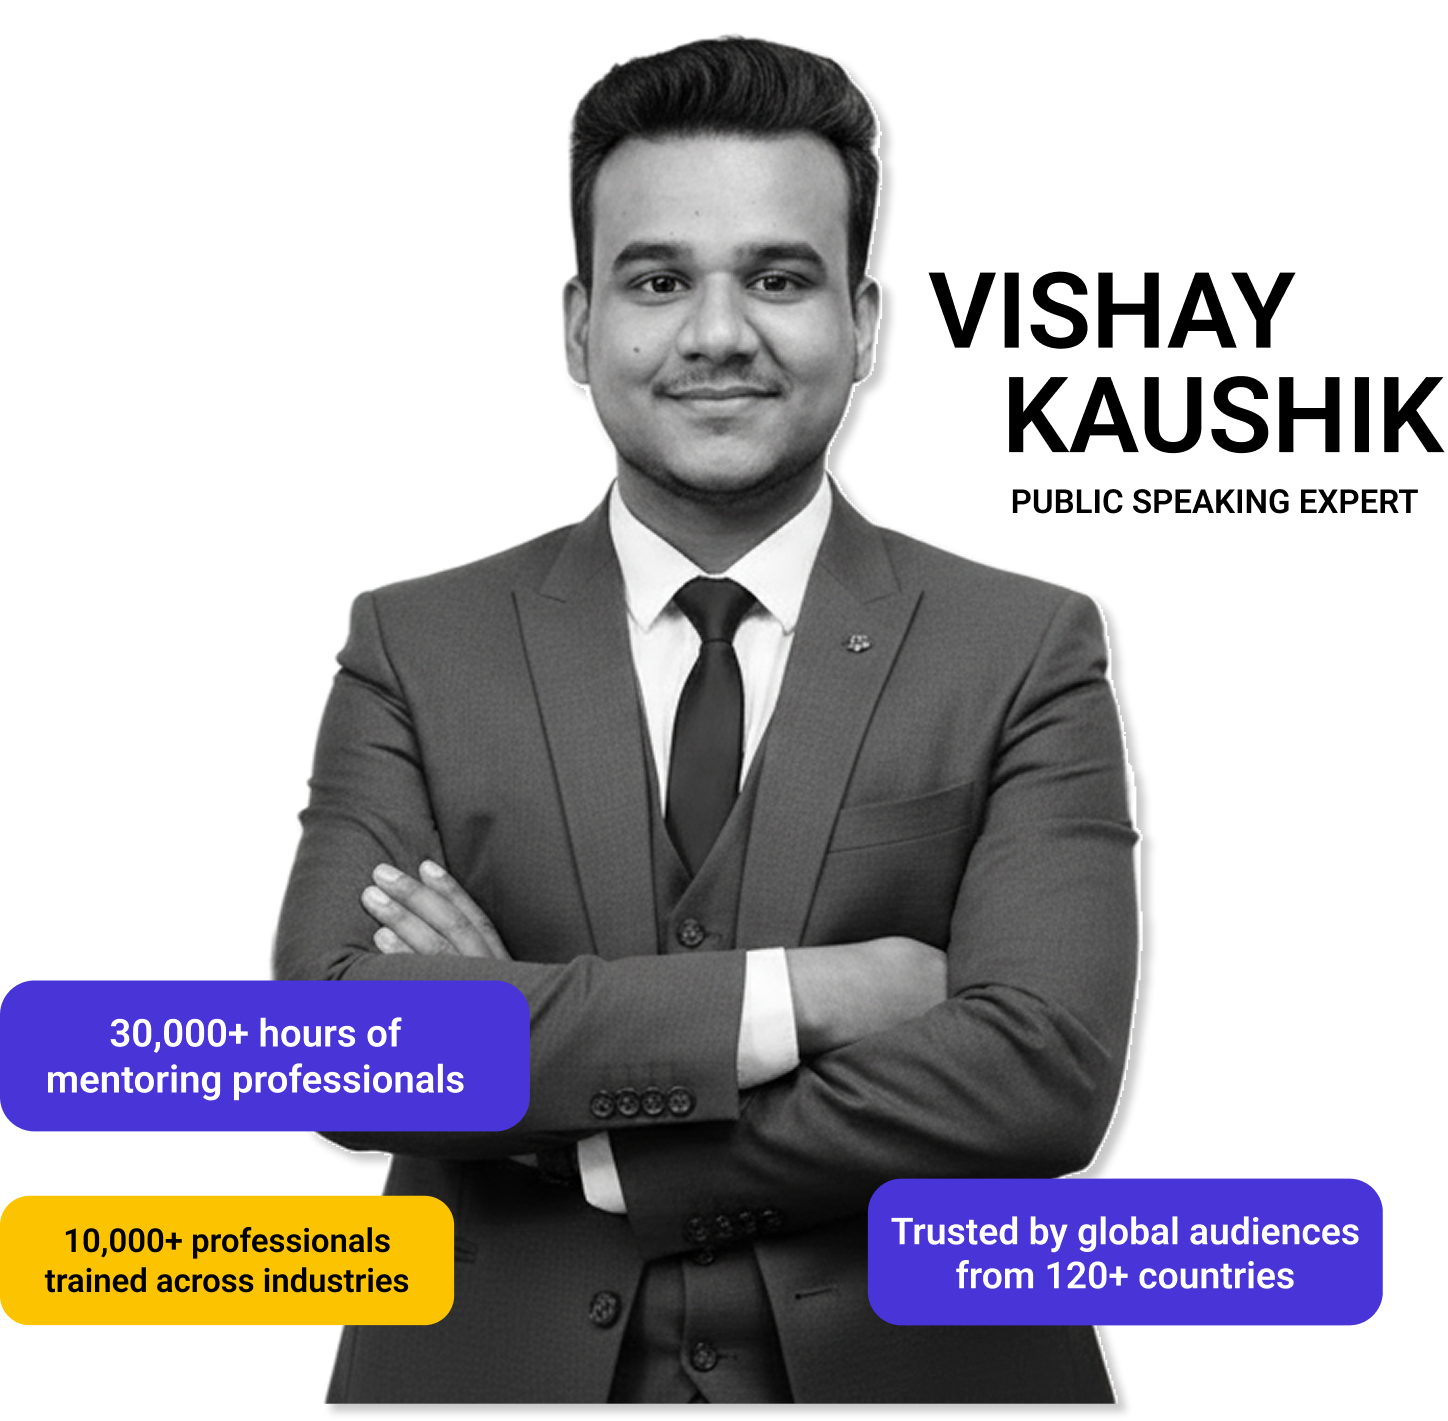 VISHAY
KAUSHIK
PUBLIC SPEAKING EXPERT
30,000+ hours of
mentoring professionals
10,000+ professionals
trained across industries
Trusted by global audiences
from 120+ countries